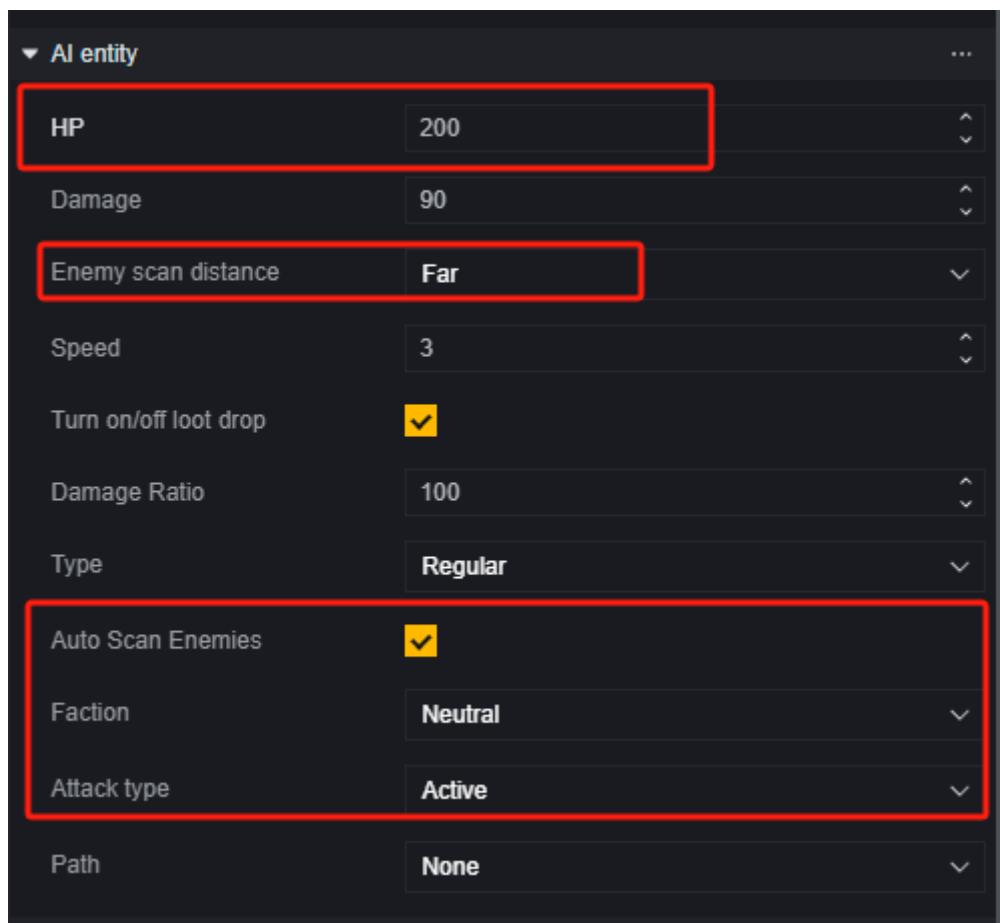 AI entity
HP 200
Damage 90
Enemy scan distance Far
Speed 3
Turn on/off loot drop
Damage Ratio 100
Type Regular
Auto Scan Enemies
Faction Neutral
Attack type Active
Path None